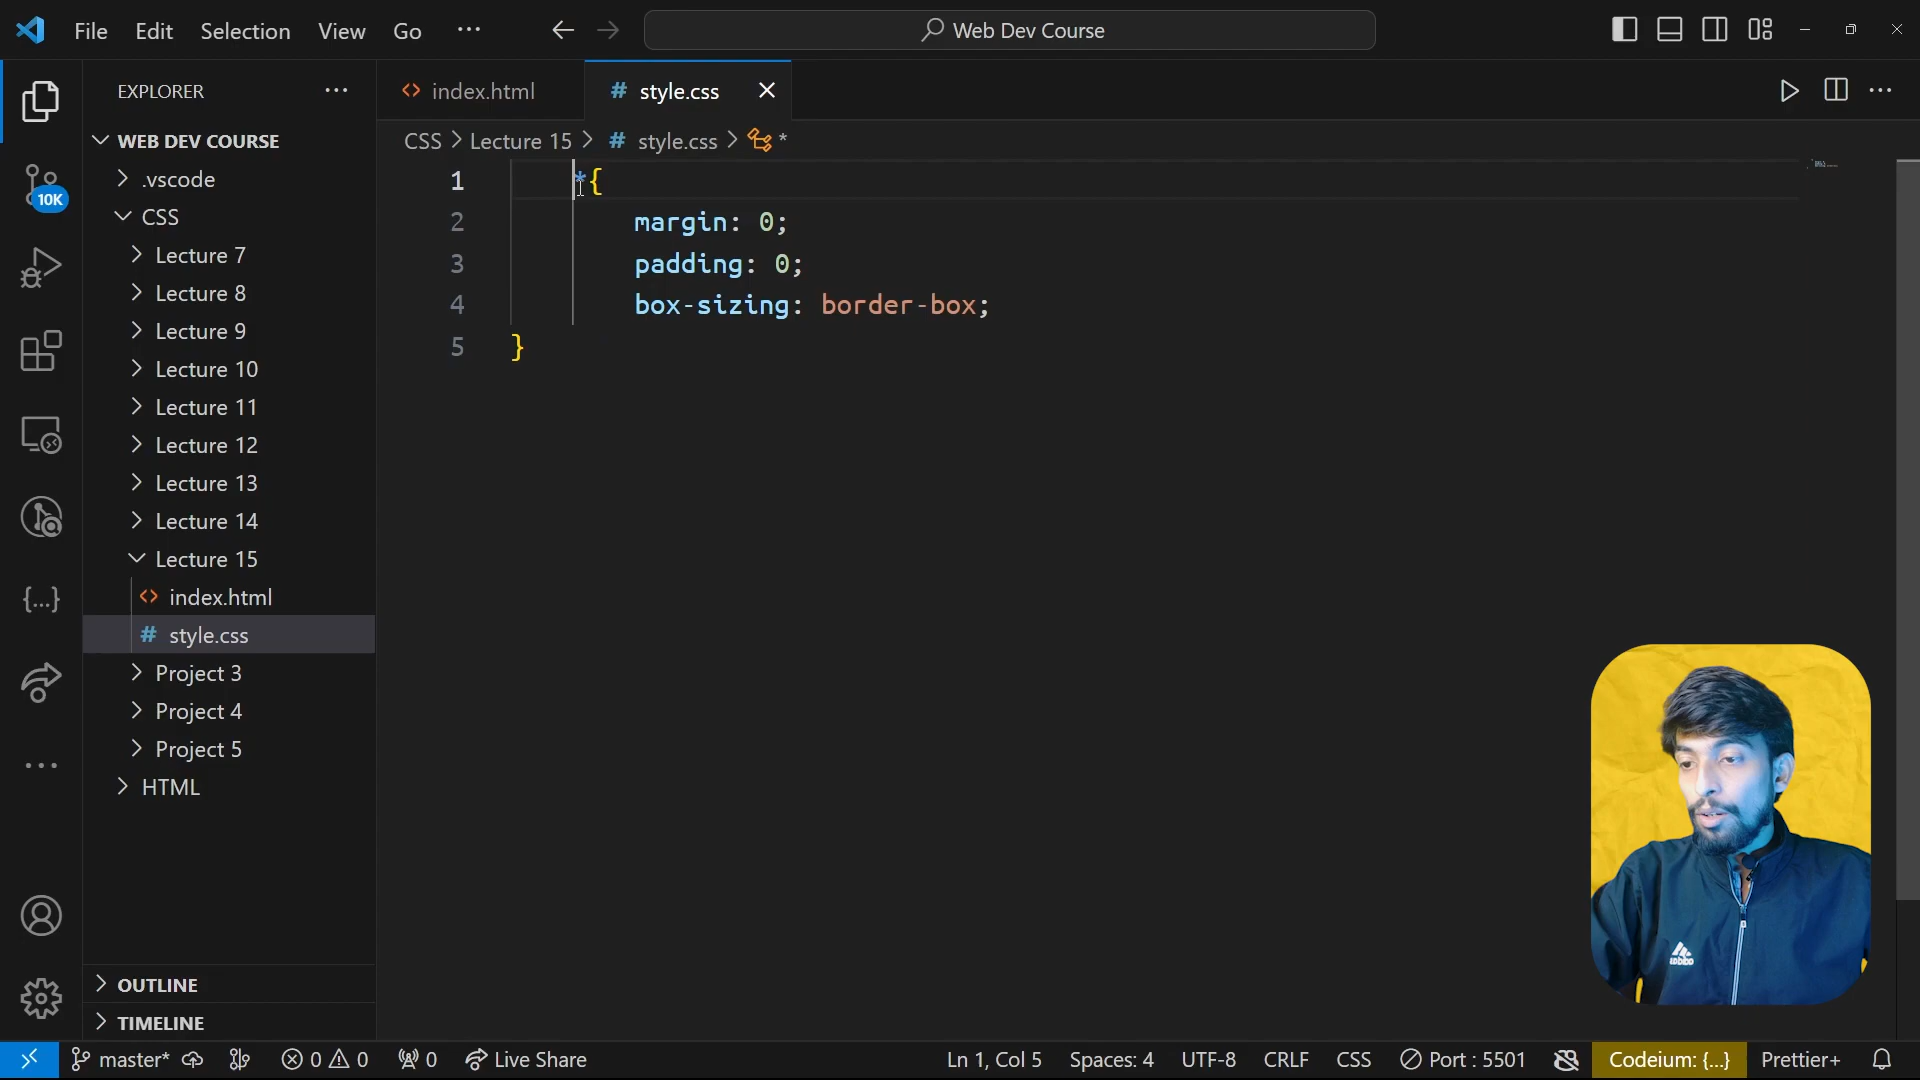 File Edit Selection View Go ··· Web Dev Course
EXPLORER
index.html
# style.css
WEB DEV COURSE
CSS > Lecture 15 > # style.css > *
.vscode
CSS
Lecture 7
Lecture 8
Lecture 9
Lecture 10
Lecture 11
Lecture 12
Lecture 13
Lecture 14
Lecture 15
index.html
# style.css
Project 3
Project 4
Project 5
HTML
OUTLINE
TIMELINE
10K
1 *{
2 margin: 0;
3 padding: 0;
4 box-sizing: border-box;
5 }
adidas
master* 0 0 0 Live Share Ln 1, Col 5 Spaces: 4 UTF-8 CRLF CSS Port : 5501 Codeium: {...} Prettier+